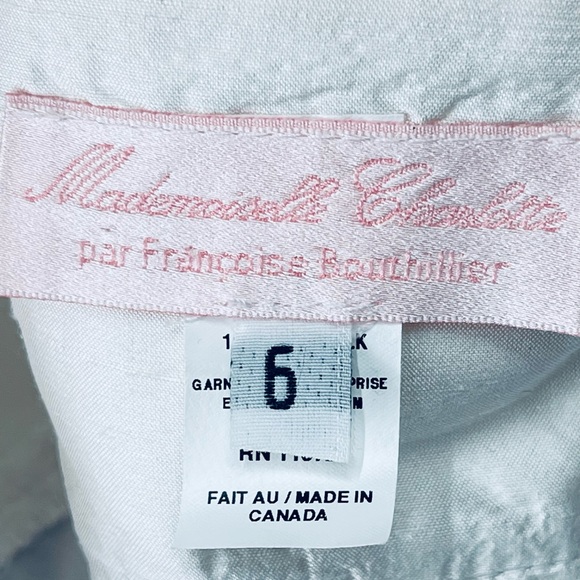 Mademoiselle Charlotte
par Françoise Bouthillier
6
FAIT AU / MADE IN
CANADA